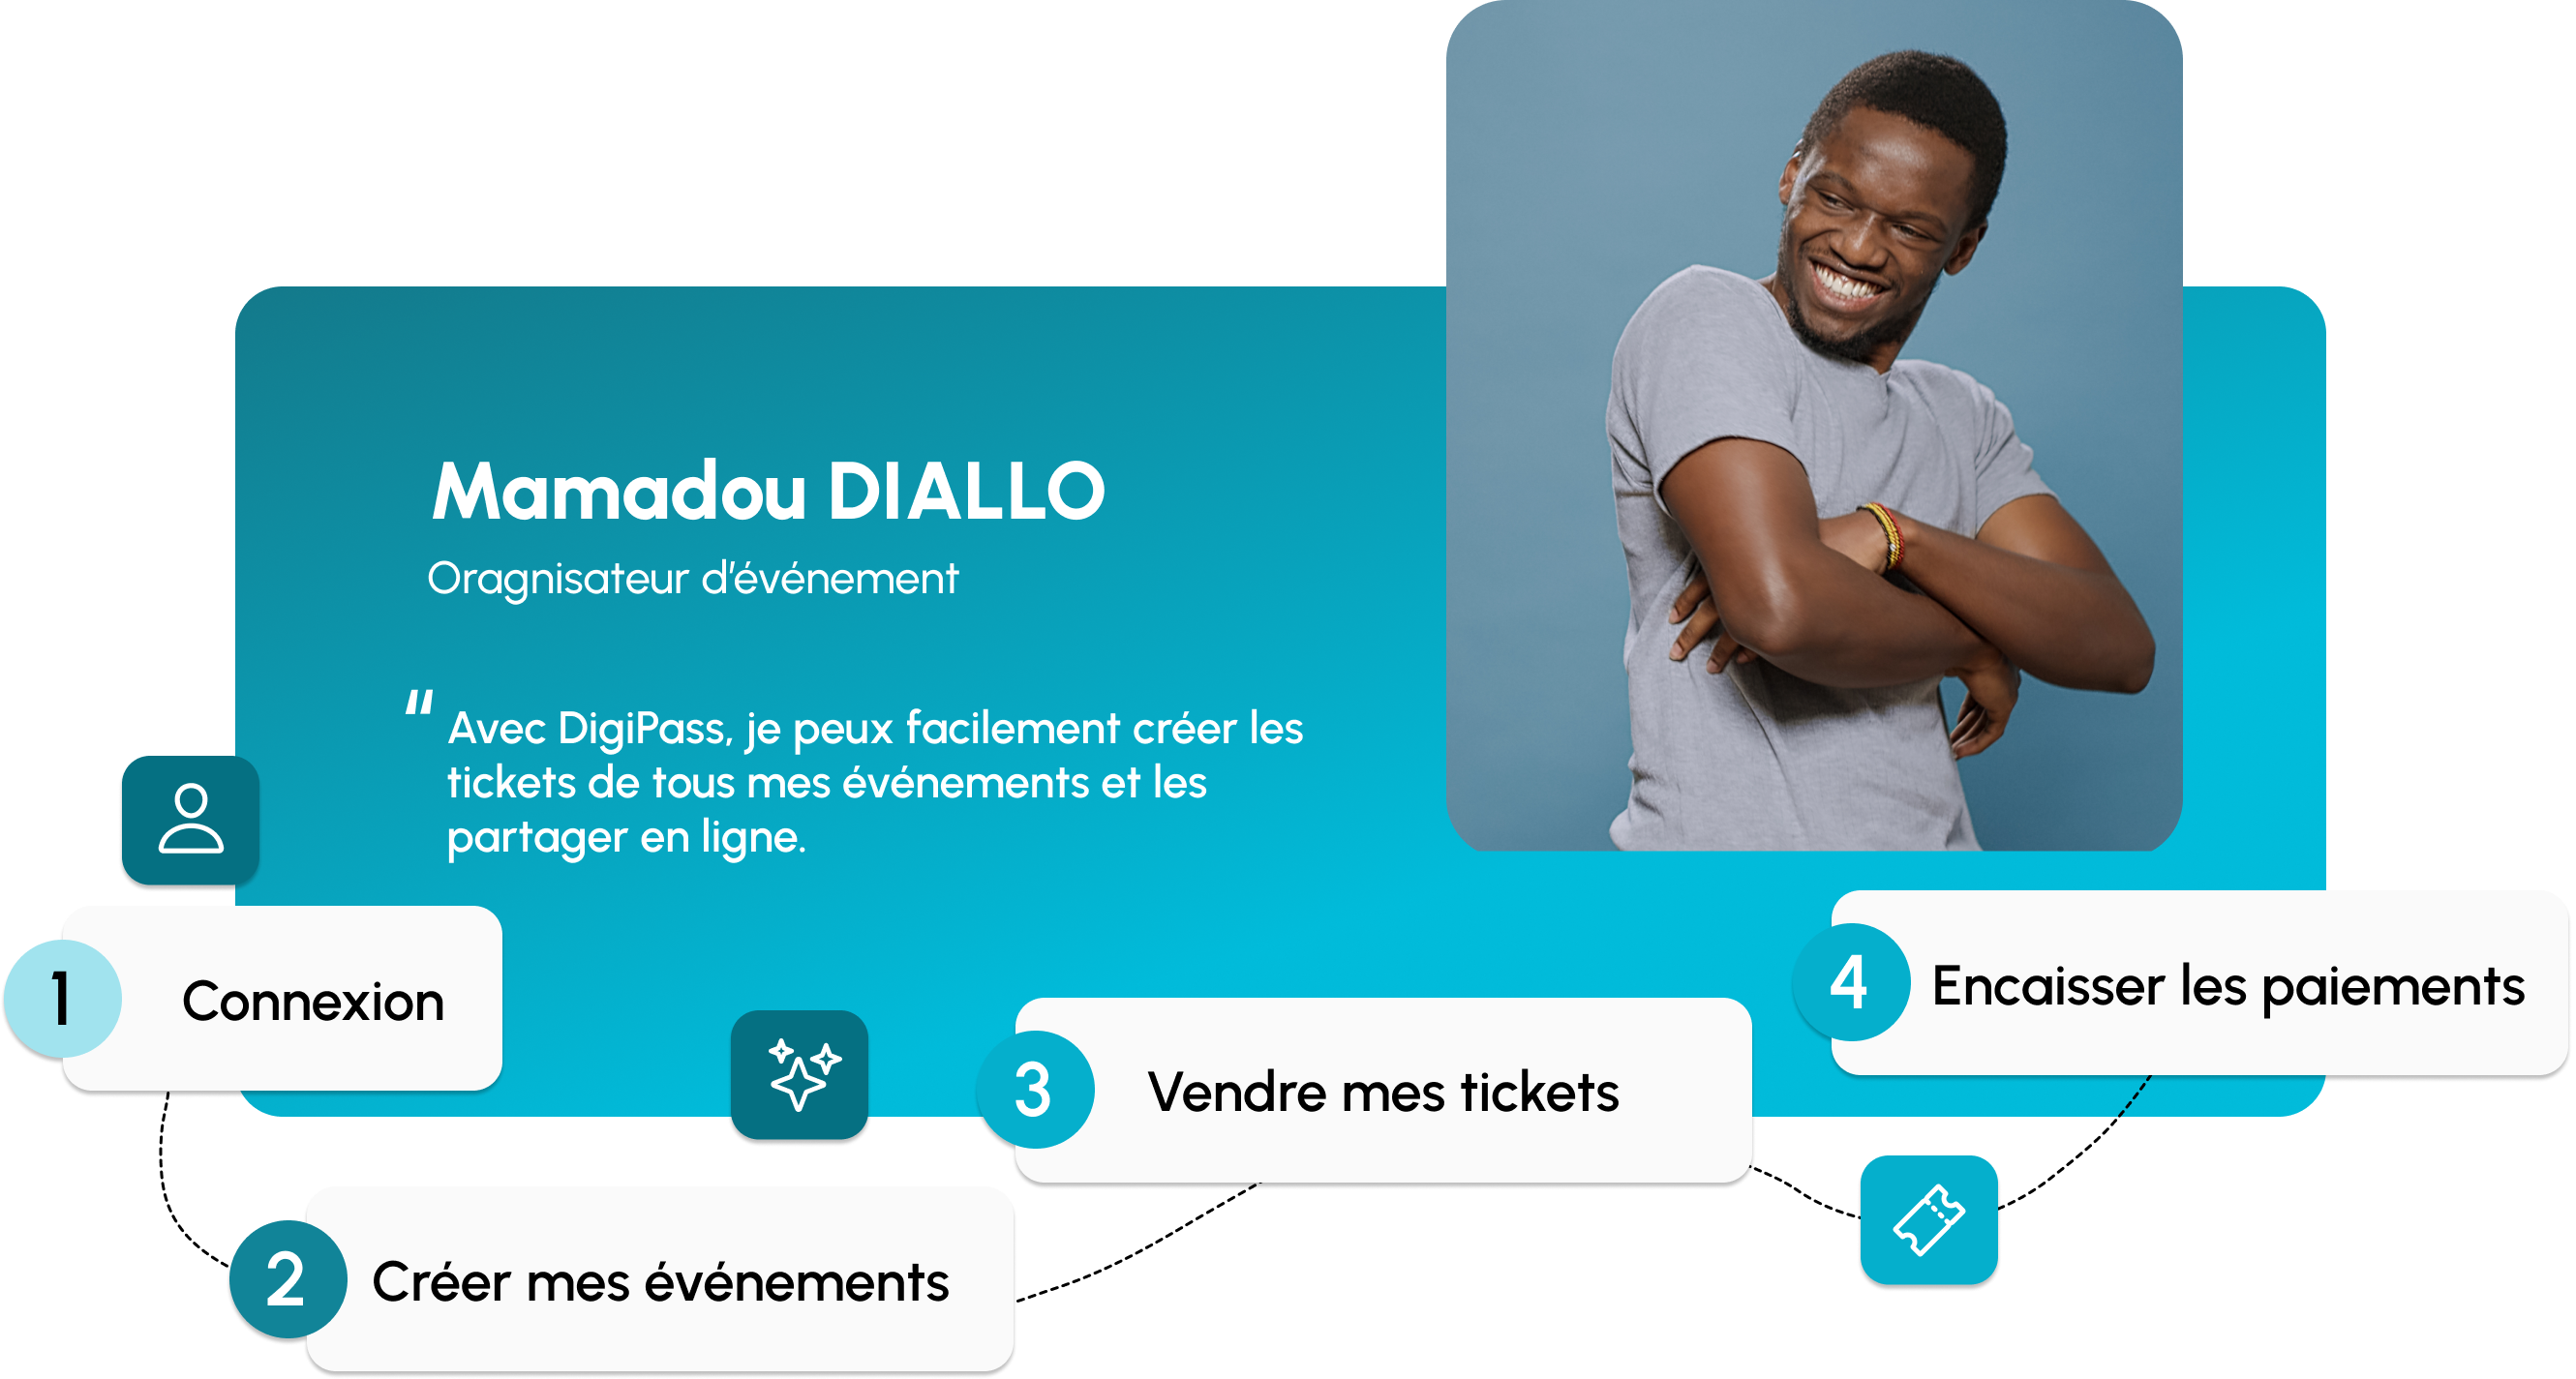 Mamadou DIALLO
Oragnisateur d'événement
" Avec DigiPass, je peux facilement créer les
tickets de tous mes événements et les
partager en ligne.
1 Connexion
2 Créer mes événements
3 Vendre mes tickets
4 Encaisser les paiements